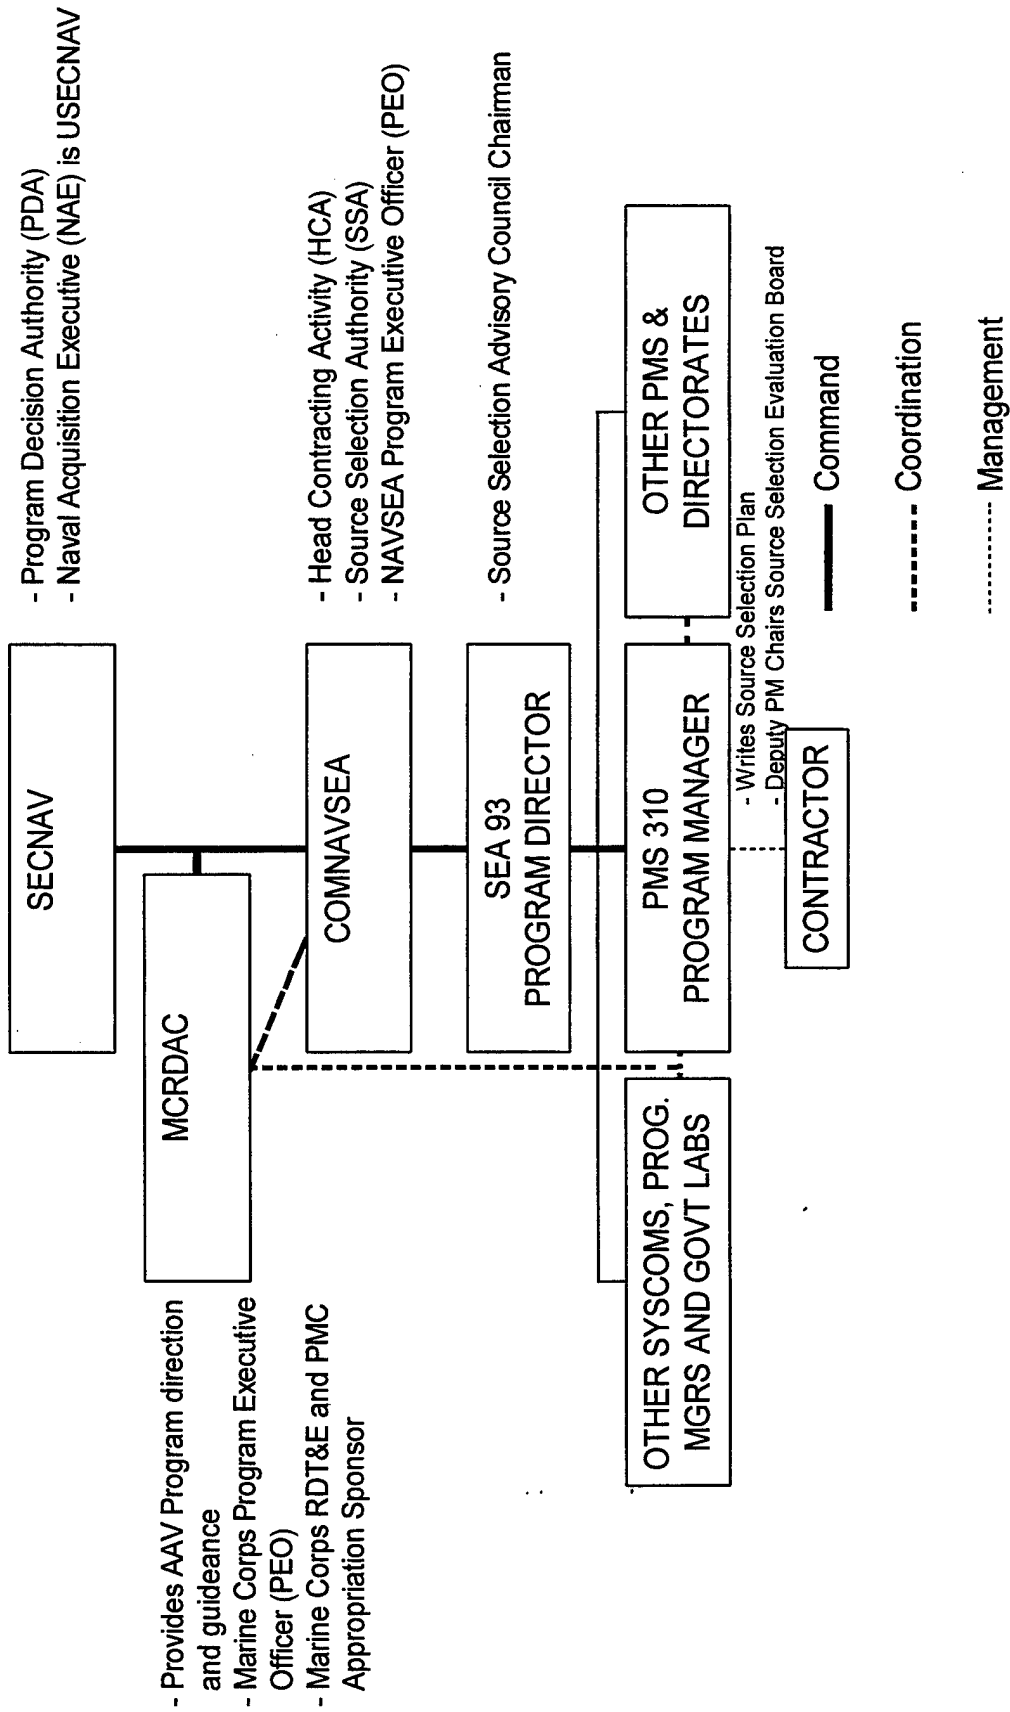 SECNAV
- Program Decision Authority (PDA)
- Naval Acquisition Executive (NAE) is USECNAV
- Provides AAV Program direction
and guideance
- Marine Corps Program Executive
Officer (PEO)
- Marine Corps RDT&E and PMC
Appropriation Sponsor
MCRDAC
COMNAVSEA
- Head Contracting Activity (HCA)
- Source Selection Authority (SSA)
- NAVSEA Program Executive Officer (PEO)
SEA 93
PROGRAM DIRECTOR
- Source Selection Advisory Council Chairman
OTHER SYSCOMS, PROG.
MGRS AND GOVT LABS
PMS 310
PROGRAM MANAGER
OTHER PMS &
DIRECTORATES
- Writes Source Selection Plan
- Deputy PM Chairs Source Selection Evaluation Board
CONTRACTOR
Command
Coordination
Management